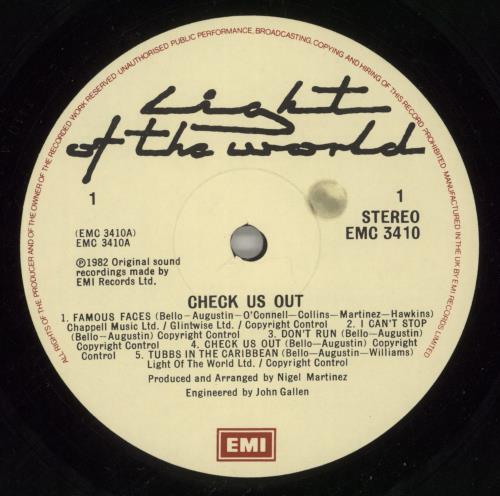 ALL RIGHTS OF THE PRODUCER AND OF THE OWNER OF THE RECORDED WORK RESERVED UNAUTHORISED PUBLIC PERFORMANCE, BROADCASTING, COPYING AND HIRING OF THIS RECORD PROHIBITED MANUFACTURED IN THE UK BY EMI RECORDS LIMITED
Light
of the world
1
1
STEREO
(EMC 3410A)
EMC 3410
EMC 3410A
℗1982 Original sound
recordings made by
EMI Records Ltd.
CHECK US OUT
1. FAMOUS FACES (Bello–Augustin–O'Connell–Collins–Martinez–Hawkins)
Chappell Music Ltd. / Glintwise Ltd. / Copyright Control 2. I CAN'T STOP
(Bello–Augustin) Copyright Control 3. DON'T RUN (Bello–Augustin)
Copyright Control 4. CHECK US OUT (Bello–Augustin) Copyright
Control 5. TUBBS IN THE CARIBBEAN (Bello–Augustin–Williams)
Light Of The World Ltd. / Copyright Control
Produced and Arranged by Nigel Martinez
Engineered by John Gallen
EMI